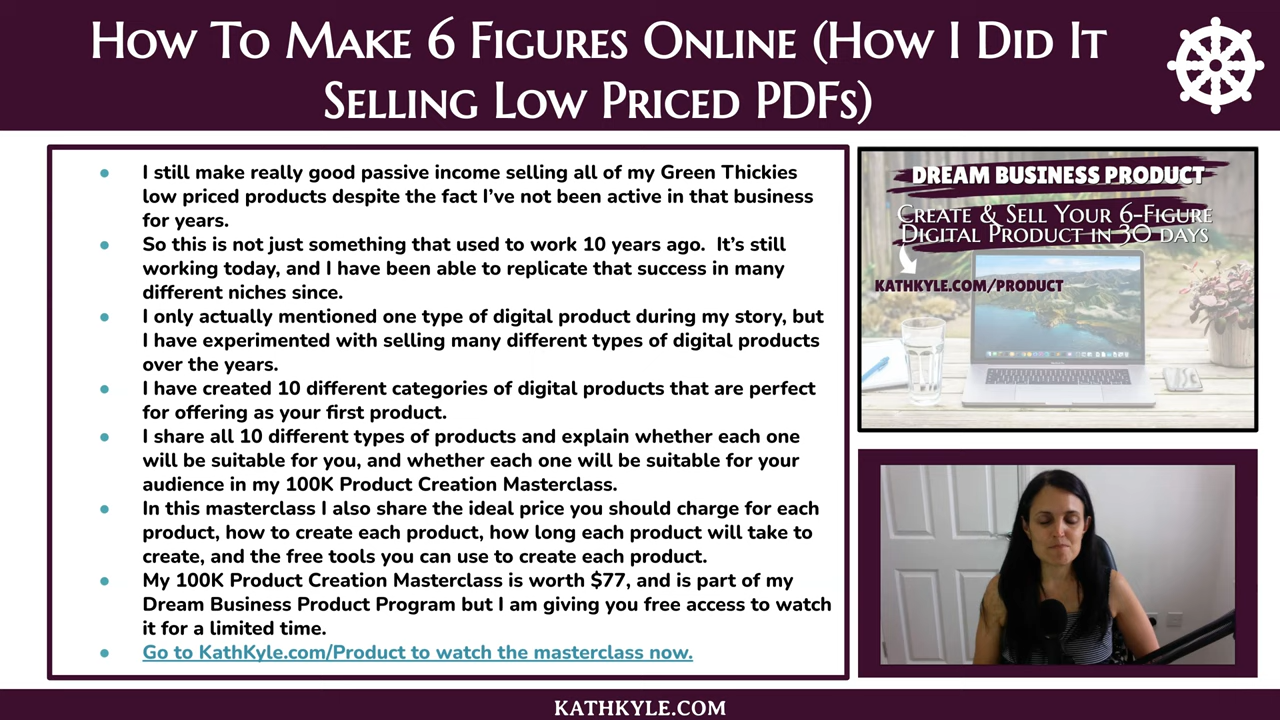 How To Make 6 Figures Online (How I Did It
Selling Low Priced PDFs)
I still make really good passive income selling all of my Green Thickies
low priced products despite the fact I’ve not been active in that business
for years.
So this is not just something that used to work 10 years ago.  It’s still
working today, and I have been able to replicate that success in many
different niches since.
I only actually mentioned one type of digital product during my story, but
I have experimented with selling many different types of digital products
over the years.
I have created 10 different categories of digital products that are perfect
for offering as your first product.
I share all 10 different types of products and explain whether each one
will be suitable for you, and whether each one will be suitable for your
audience in my 100K Product Creation Masterclass.
In this masterclass I also share the ideal price you should charge for each
product, how to create each product, how long each product will take to
create, and the free tools you can use to create each product.
My 100K Product Creation Masterclass is worth $77, and is part of my
Dream Business Product Program but I am giving you free access to watch
it for a limited time.
Go to KathKyle.com/Product to watch the masterclass now.
DREAM BUSINESS PRODUCT
Create & Sell Your 6-Figure
Digital Product in 30 days
KATHKYLE.COM/PRODUCT
KATHKYLE.COM